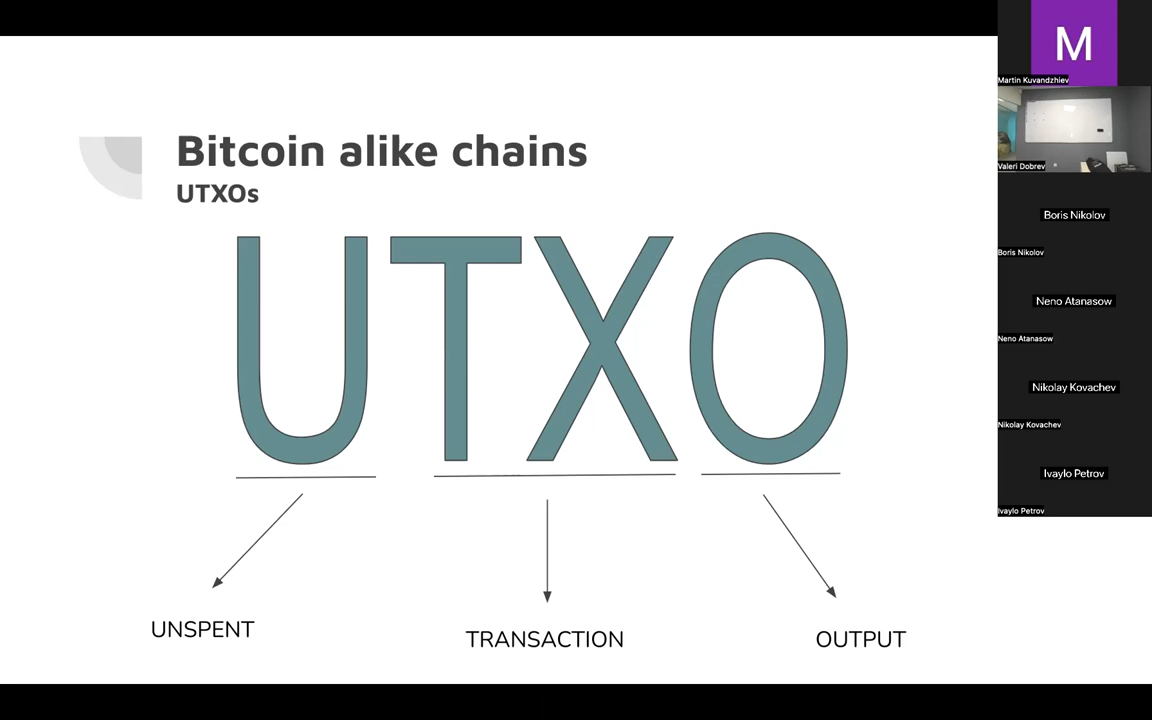 Bitcoin alike chains
UTXOs
UTXO
UNSPENT
TRANSACTION
OUTPUT
M
Martin Kuvandzhiev
Valeri Dobrev
Boris Nikolov
Boris Nikolov
Neno Atanasow
Neno Atanasow
Nikolay Kovachev
Nikolay Kovachev
Ivaylo Petrov
Ivaylo Petrov